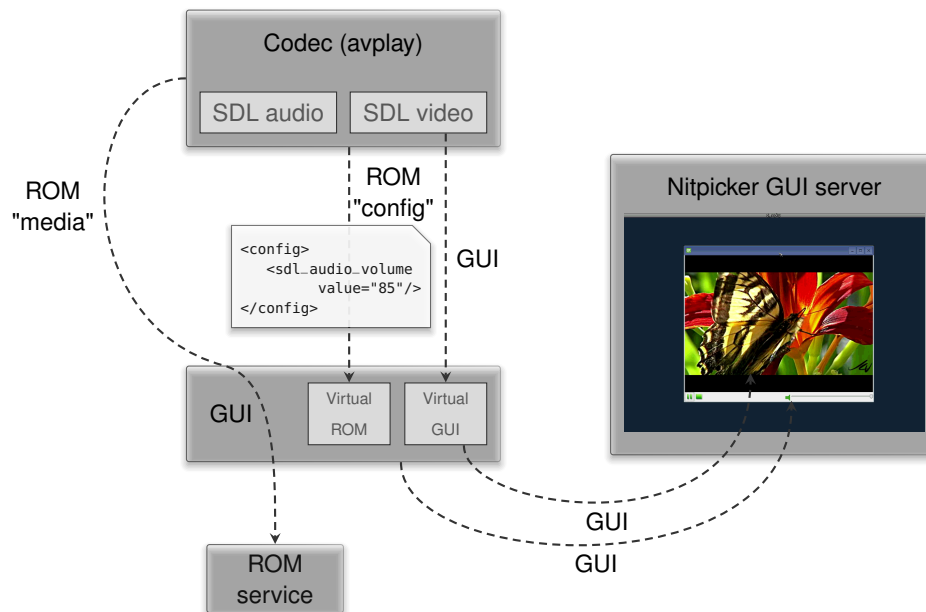 Codec (avplay)
SDL audio
SDL video
ROM
"media"
ROM
"config"
<config>
<sdl_audio_volume
value="85"/>
</config>
GUI
Nitpicker GUI server
GUI
Virtual
ROM
Virtual
GUI
GUI
GUI
ROM
service